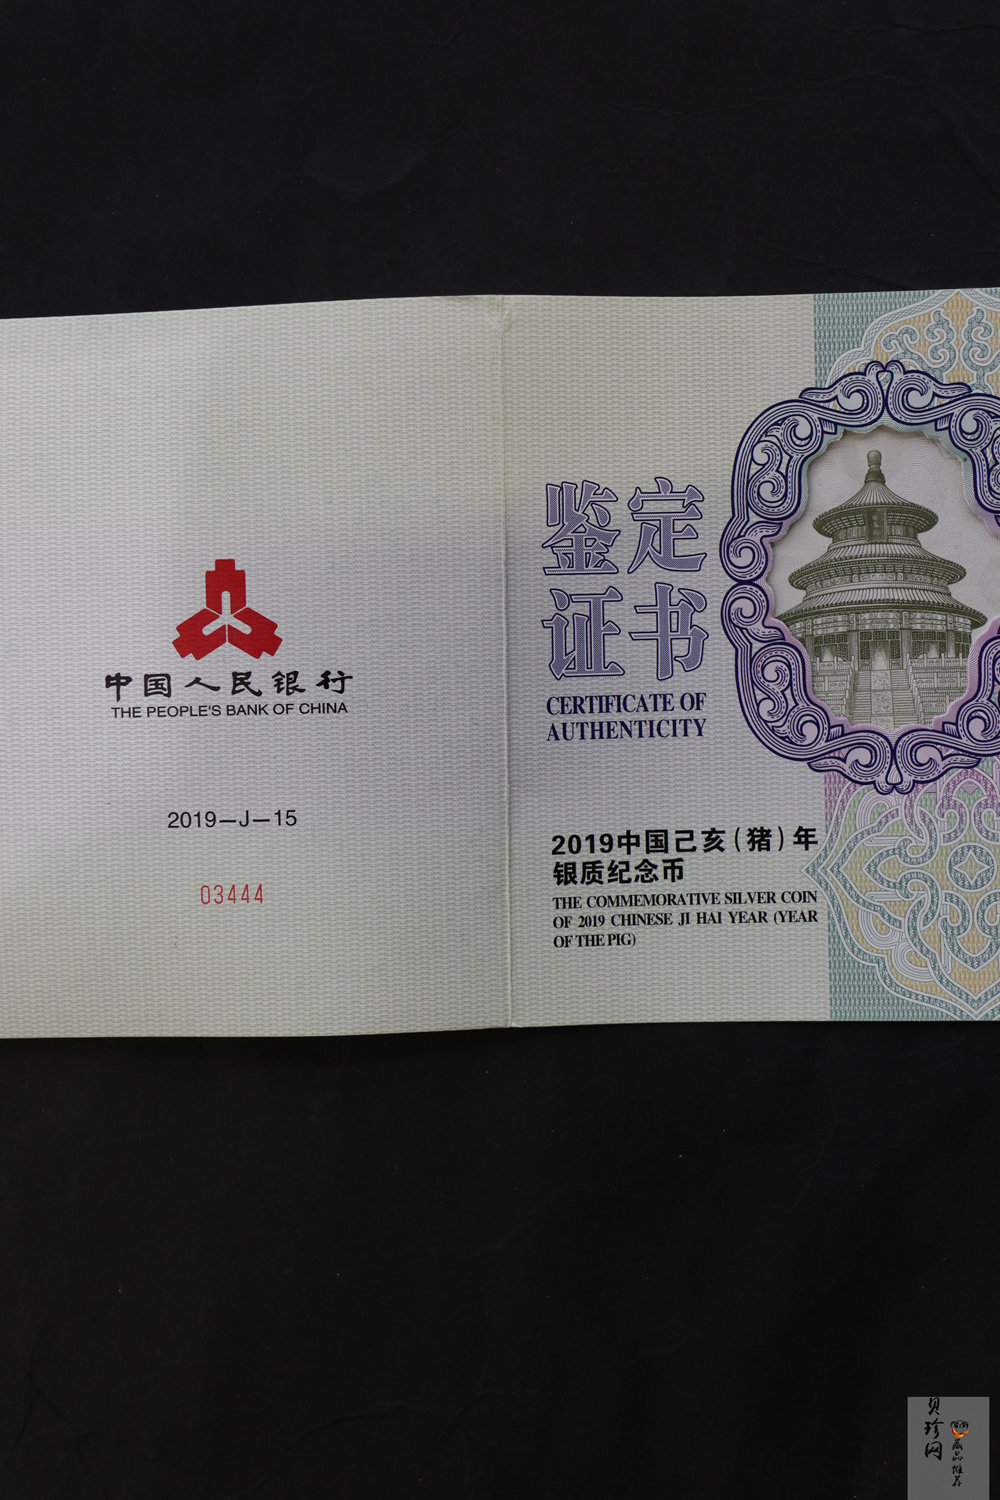 中国人民银行
THE PEOPLE'S BANK OF CHINA
2019—J—15
03444
鉴定
证书
CERTIFICATE OF
AUTHENTICITY
2019中国己亥(猪)年
银质纪念币
THE COMMEMORATIVE SILVER COIN
OF 2019 CHINESE JI HAI YEAR (YEAR
OF THE PIG)
贝珍网
藏品推荐